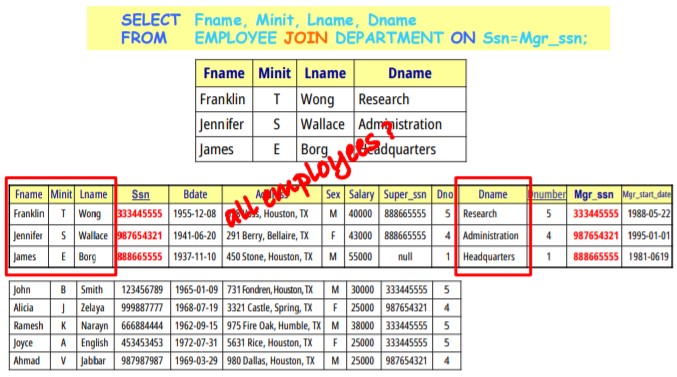 SELECT Fname, Minit, Lname, Dname
FROM EMPLOYEE JOIN DEPARTMENT ON Ssn=Mgr_ssn;
Fname Minit Lname Dname
Franklin T Wong Research
Jennifer S Wallace Administration
James E Borg Headquarters
all employees?
Fname Minit Lname Ssn Bdate Address Sex Salary Super_ssn Dno Dname Dnumber Mgr_ssn Mgr_start_date
Franklin T Wong 333445555 1955-12-08 Houston, TX M 40000 888665555 5 Research 5 333445555 1988-05-22
Jennifer S Wallace 987654321 1941-06-20 291 Berry, Bellaire, TX F 43000 888665555 4 Administration 4 987654321 1995-01-01
James E Borg 888665555 1937-11-10 450 Stone, Houston, TX M 55000 null 1 Headquarters 1 888665555 1981-0619
John B Smith 123456789 1965-01-09 731 Fondren, Houston, TX M 30000 333445555 5
Alicia J Zelaya 999887777 1968-07-19 3321 Castle, Spring, TX F 25000 987654321 4
Ramesh K Narayn 666884444 1962-09-15 975 Fire Oak, Humble, TX M 38000 333445555 5
Joyce A English 453453453 1972-07-31 5631 Rice, Houston, TX F 25000 333445555 5
Ahmad V Jabbar 987987987 1969-03-29 980 Dallas, Houston, TX M 25000 987654321 4